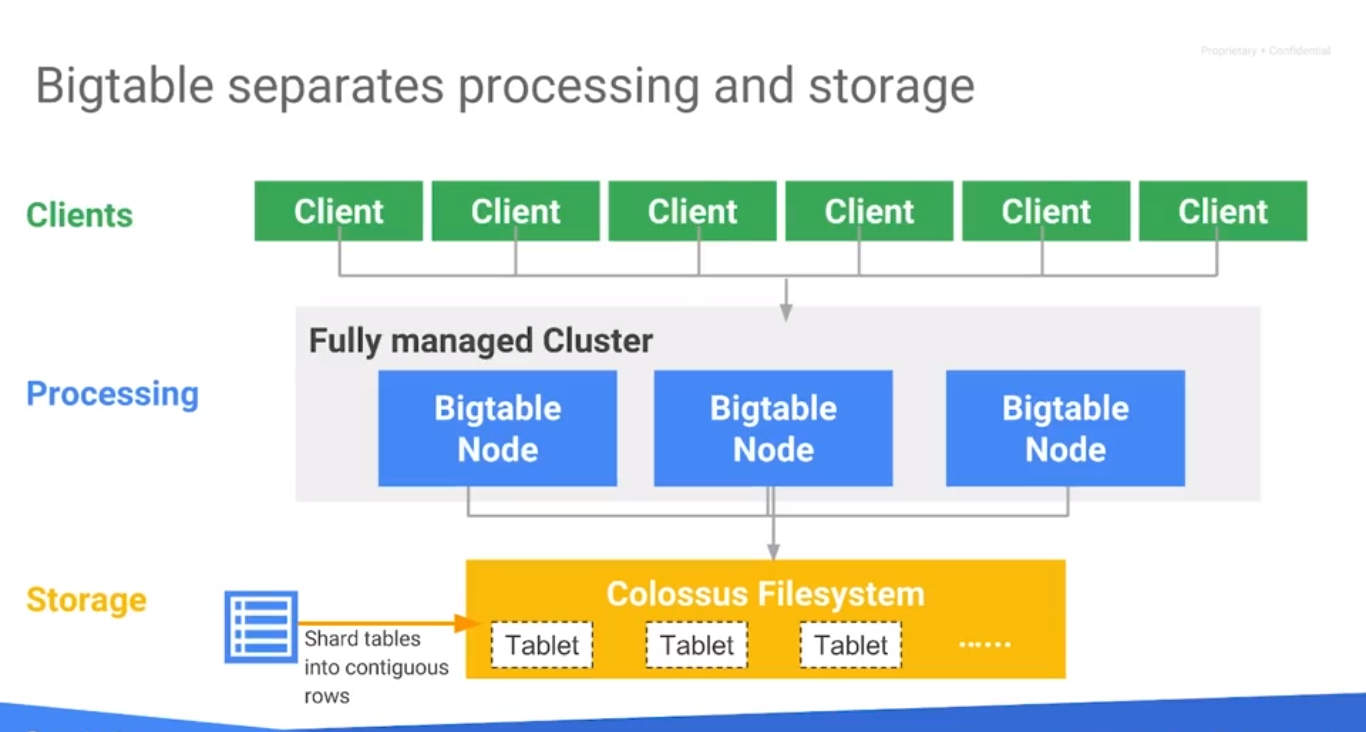 Proprietary + Confidential
Bigtable separates processing and storage
Clients
Client Client Client Client Client Client
Fully managed Cluster
Processing
Bigtable Node
Bigtable Node
Bigtable Node
Storage
Colossus Filesystem
Shard tables
into contiguous
rows
Tablet Tablet Tablet ......